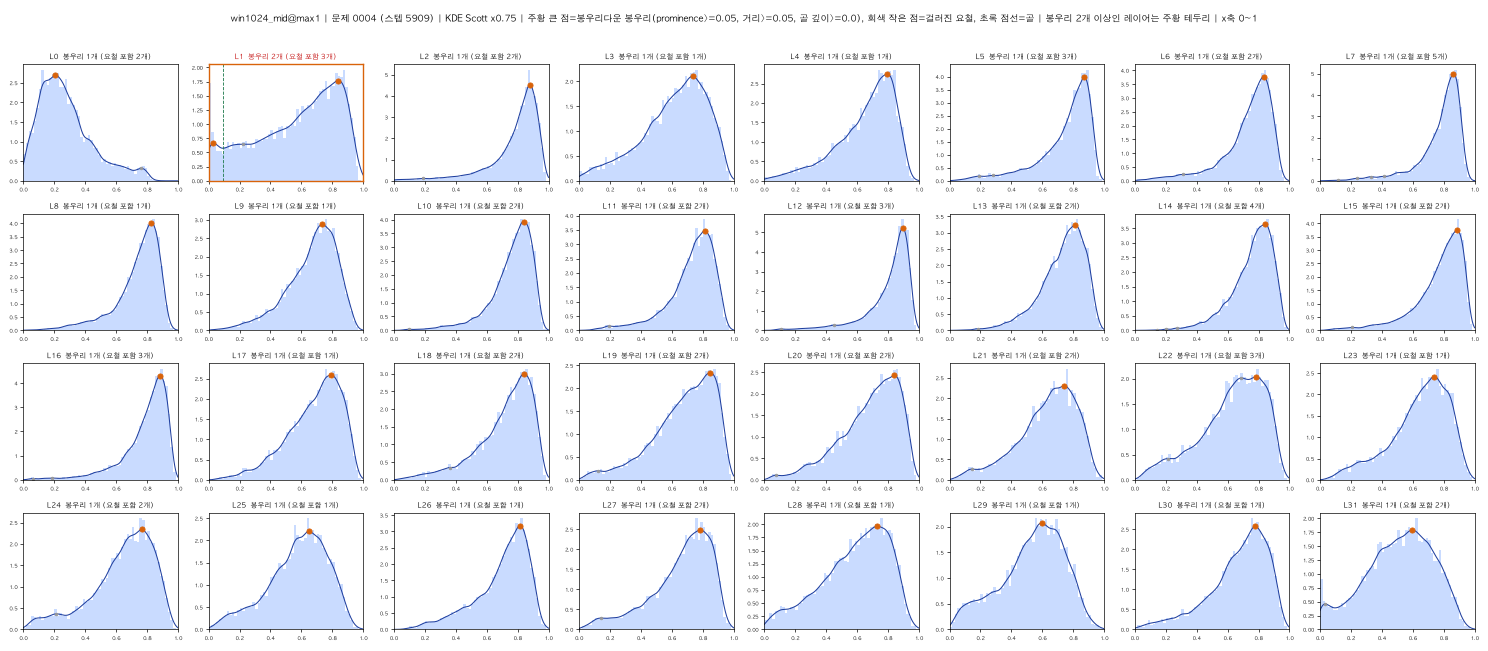 win1024_mid@max1 | 문제 0004 (스텝 5909) | KDE Scott x0.75 | 주황 큰 점=봉우리다운 봉우리(prominence>=0.05, 거리>=0.05, 골 깊이>=0.0), 회색 작은 점=걸러진 요철, 초록 점선=골 | 봉우리 2개 이상인 레이어는 주황 테두리 | x축 0~1
L0 봉우리 1개 (요철 포함 2개)
L1 봉우리 2개 (요철 포함 3개)
L2 봉우리 1개 (요철 포함 2개)
L3 봉우리 1개 (요철 포함 1개)
L4 봉우리 1개 (요철 포함 1개)
L5 봉우리 1개 (요철 포함 3개)
L6 봉우리 1개 (요철 포함 2개)
L7 봉우리 1개 (요철 포함 5개)
L8 봉우리 1개 (요철 포함 1개)
L9 봉우리 1개 (요철 포함 1개)
L10 봉우리 1개 (요철 포함 2개)
L11 봉우리 1개 (요철 포함 2개)
L12 봉우리 1개 (요철 포함 3개)
L13 봉우리 1개 (요철 포함 2개)
L14 봉우리 1개 (요철 포함 4개)
L15 봉우리 1개 (요철 포함 2개)
L16 봉우리 1개 (요철 포함 3개)
L17 봉우리 1개 (요철 포함 1개)
L18 봉우리 1개 (요철 포함 2개)
L19 봉우리 1개 (요철 포함 2개)
L20 봉우리 1개 (요철 포함 2개)
L21 봉우리 1개 (요철 포함 2개)
L22 봉우리 1개 (요철 포함 3개)
L23 봉우리 1개 (요철 포함 1개)
L24 봉우리 1개 (요철 포함 2개)
L25 봉우리 1개 (요철 포함 1개)
L26 봉우리 1개 (요철 포함 1개)
L27 봉우리 1개 (요철 포함 2개)
L28 봉우리 1개 (요철 포함 1개)
L29 봉우리 1개 (요철 포함 1개)
L30 봉우리 1개 (요철 포함 1개)
L31 봉우리 1개 (요철 포함 2개)